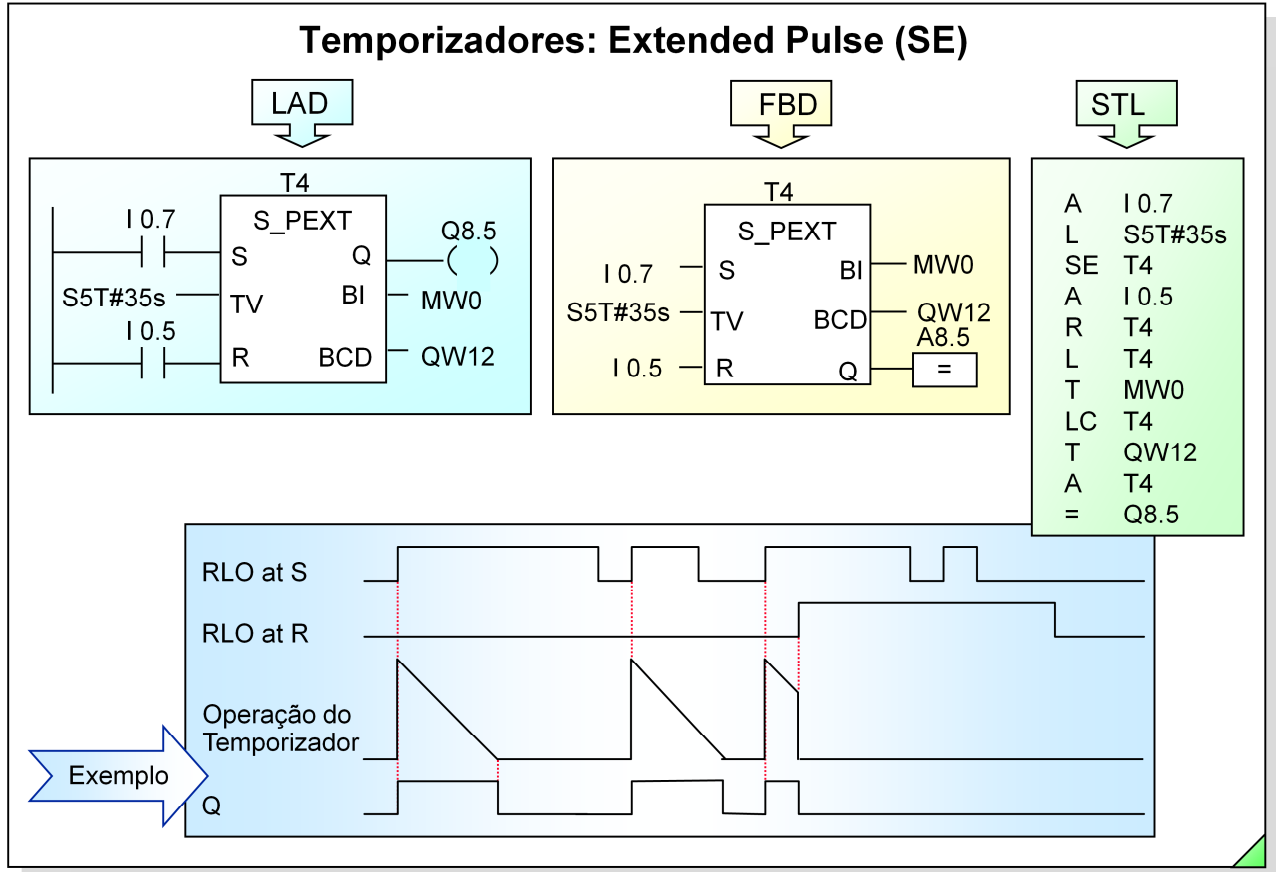 Temporizadores: Extended Pulse (SE)
LAD
FBD
STL
T4
S_PEXT
I 0.7
S
Q
Q8.5
( )
S5T#35s
TV
BI
MW0
I 0.5
R
BCD
QW12
T4
S_PEXT
I 0.7
S
BI
MW0
S5T#35s
TV
BCD
QW12
A8.5
I 0.5
R
Q
=
A I 0.7
L S5T#35s
SE T4
A I 0.5
R T4
L T4
T MW0
LC T4
T QW12
A T4
= Q8.5
RLO at S
RLO at R
Operação do
Temporizador
Exemplo
Q